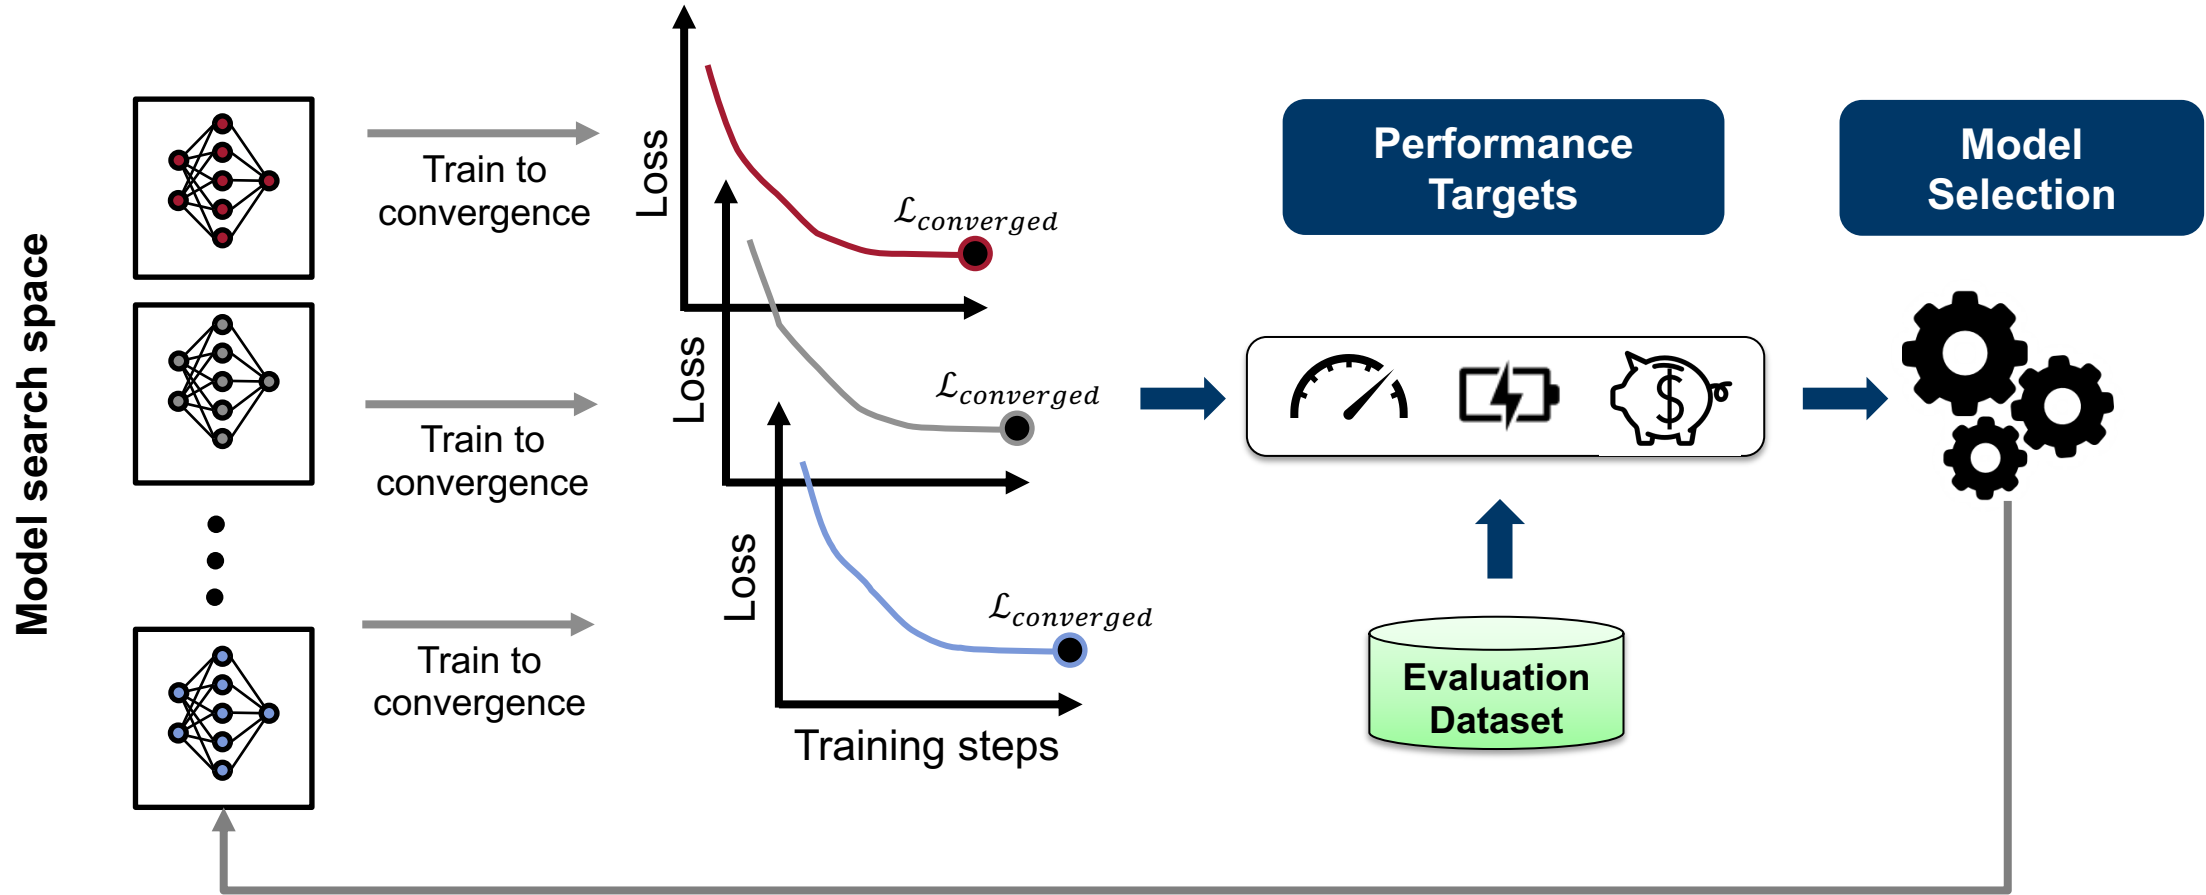 Model search space
Train to
convergence
Train to
convergence
Train to
convergence
Loss
ℒconverged
Loss
ℒconverged
Loss
ℒconverged
Training steps
Performance
Targets
$
Evaluation
Dataset
Model
Selection